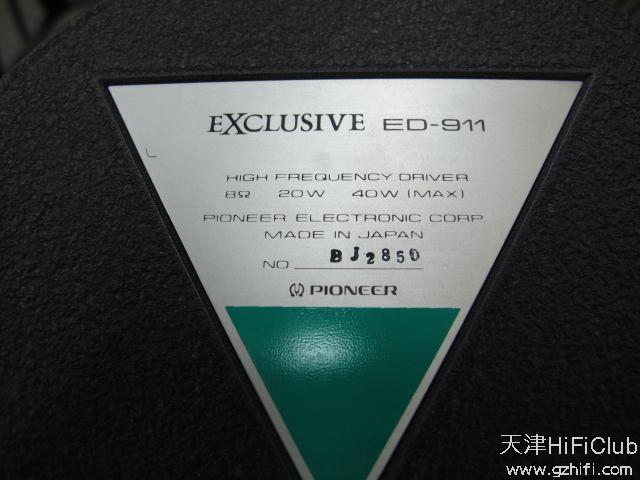 EXCLUSIVE ED-911
HIGH FREQUENCY DRIVER
8Ω 20W 40W (MAX)
PIONEER ELECTRONIC CORP.
MADE IN JAPAN
NO. BJ2850
PIONEER
天津HiFiClub
www.gzhifi.com